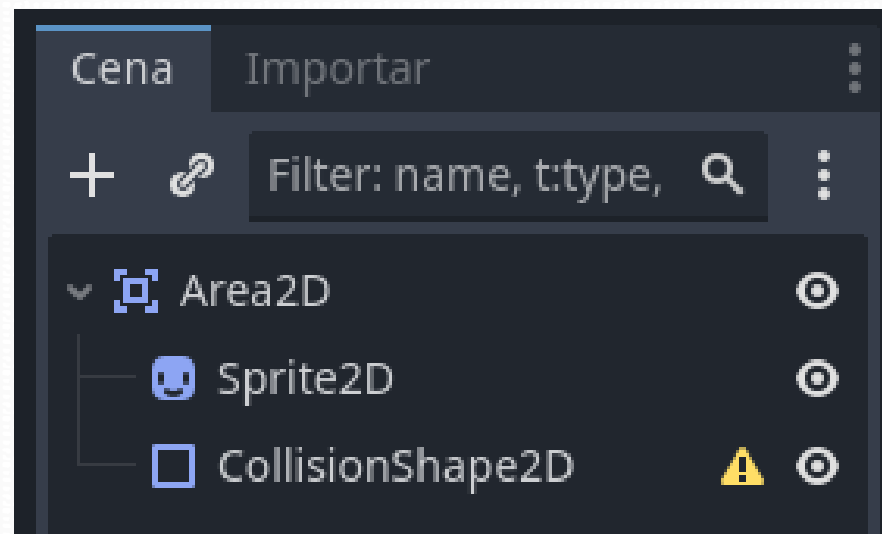 Cena Importar
Filter: name, t:type,
Area2D
Sprite2D
CollisionShape2D